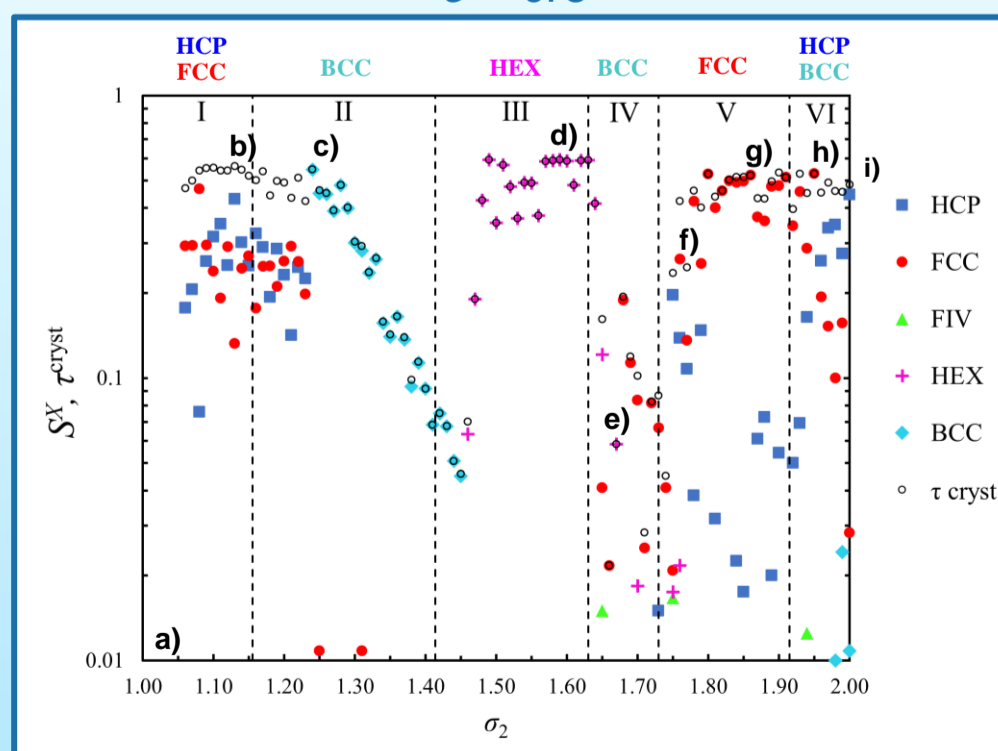 HCP HCP
FCC BCC HEX BCC FCC BCC
1
I II III IV V VI
b) c) d) g) h) i)
HCP
FCC
f)
FIV
0.1
HEX
e)
BCC
τ cryst
a)
0.01
1.00 1.10 1.20 1.30 1.40 1.50 1.60 1.70 1.80 1.90 2.00
σ₂
Sˣ, τᶜʳʸˢᵗ